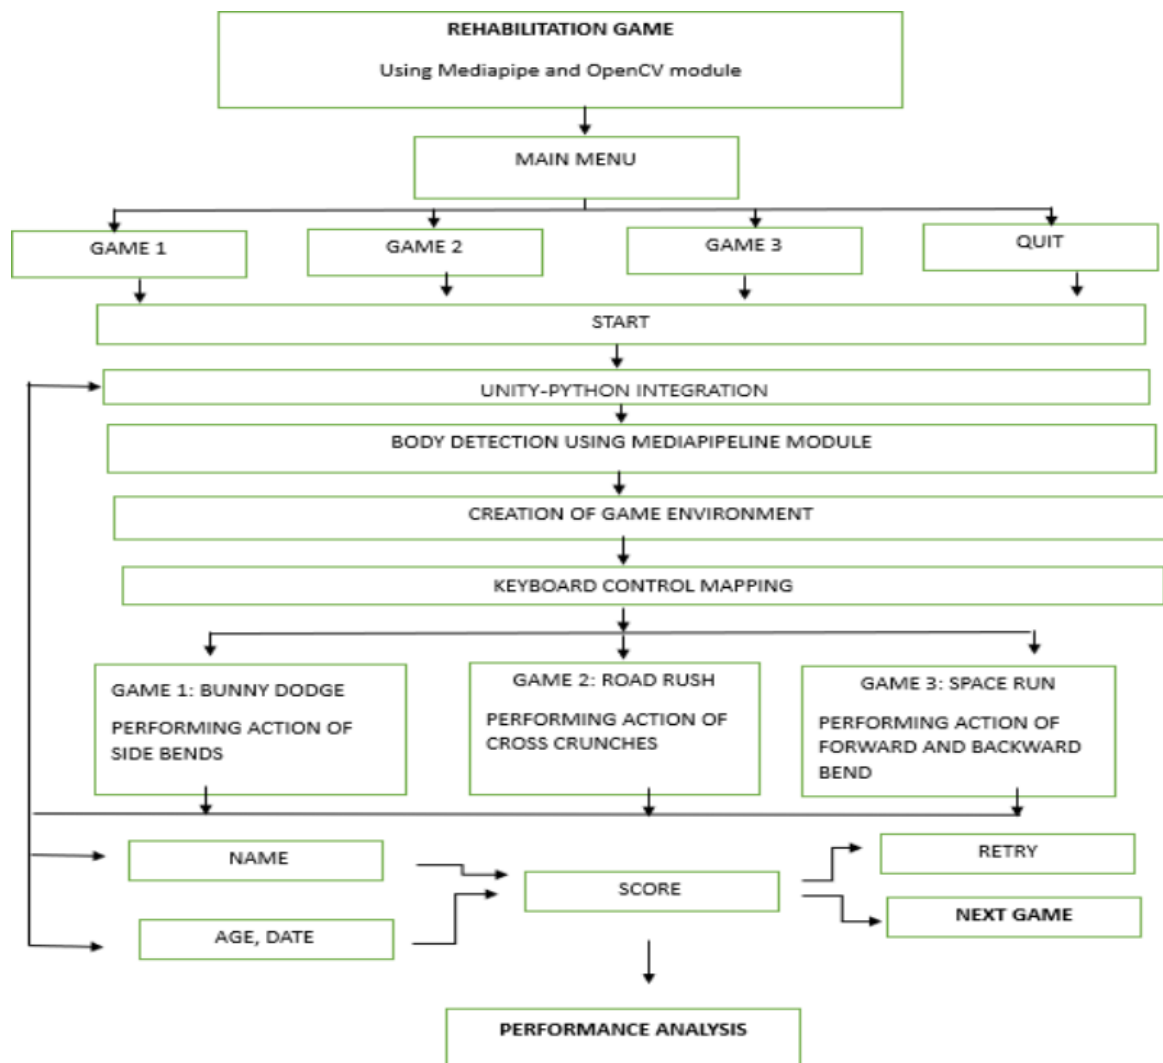 REHABILITATION GAME
Using Mediapipe and OpenCV module
MAIN MENU
GAME 1
GAME 2
GAME 3
QUIT
START
UNITY-PYTHON INTEGRATION
BODY DETECTION USING MEDIAPIPELINE MODULE
CREATION OF GAME ENVIRONMENT
KEYBOARD CONTROL MAPPING
GAME 1: BUNNY DODGE
PERFORMING ACTION OF
SIDE BENDS
GAME 2: ROAD RUSH
PERFORMING ACTION OF
CROSS CRUNCHES
GAME 3: SPACE RUN
PERFORMING ACTION OF
FORWARD AND BACKWARD
BEND
NAME
AGE, DATE
SCORE
RETRY
NEXT GAME
PERFORMANCE ANALYSIS